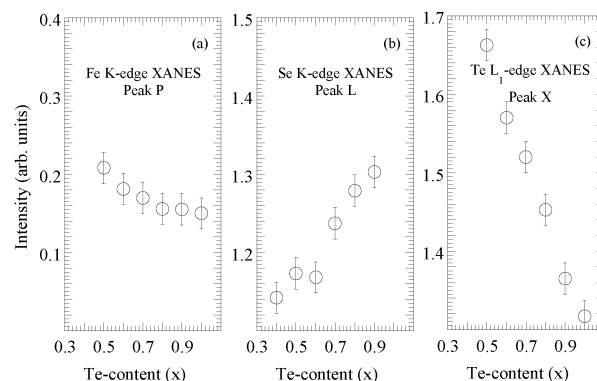 0.4
0.3
0.2
0.1
Intensity (arb. units)
(a)
Fe K-edge XANES
Peak P
0.3 0.5 0.7 0.9
Te-content (x)
1.5
1.4
1.3
1.2
(b)
Se K-edge XANES
Peak L
0.3 0.5 0.7 0.9
Te-content (x)
1.7
1.6
1.5
1.4
(c)
Te L1-edge XANES
Peak X
0.3 0.5 0.7 0.9
Te-content (x)